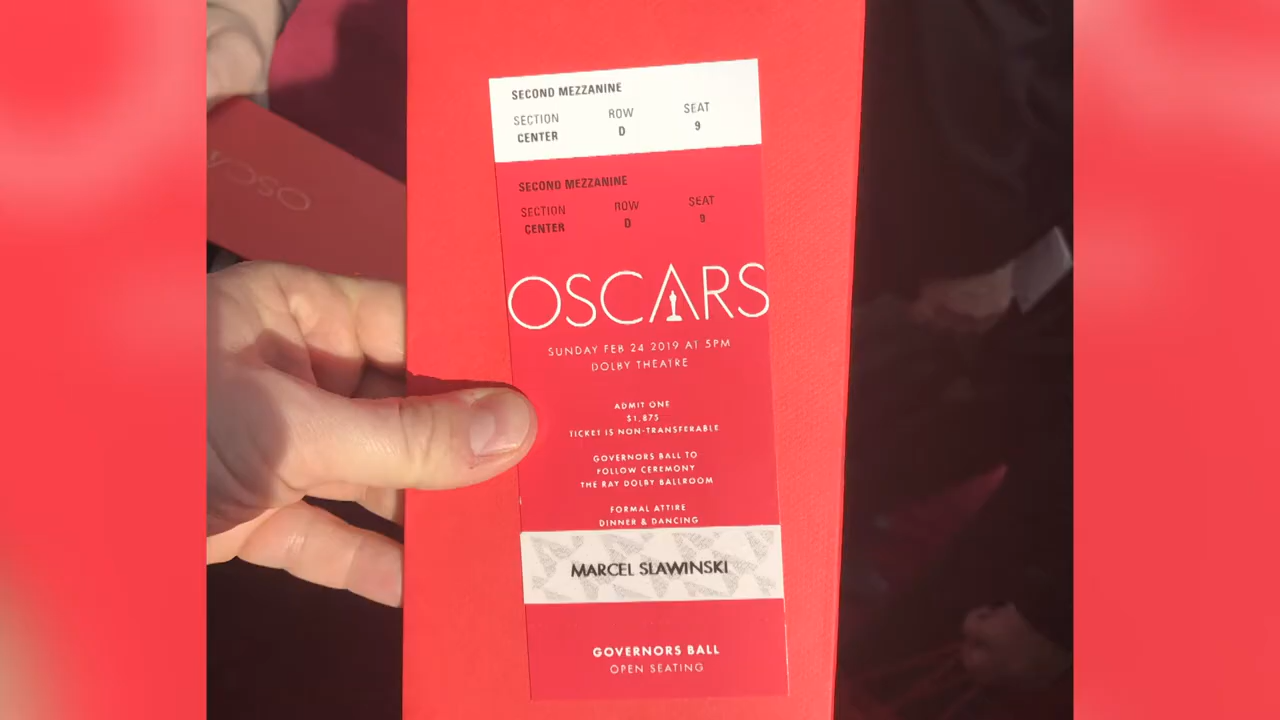 SECOND MEZZANINE
SECTION ROW SEAT
CENTER D 9
SECOND MEZZANINE
SECTION ROW SEAT
CENTER D 9
OSCARS
SUNDAY FEB 24 2019 AT 5PM
DOLBY THEATRE
ADMIT ONE
$1,875
TICKET IS NON-TRANSFERABLE
GOVERNORS BALL TO
FOLLOW CEREMONY
THE RAY DOLBY BALLROOM
FORMAL ATTIRE
DINNER & DANCING
MARCEL SLAWINSKI
GOVERNORS BALL
OPEN SEATING
OSCA